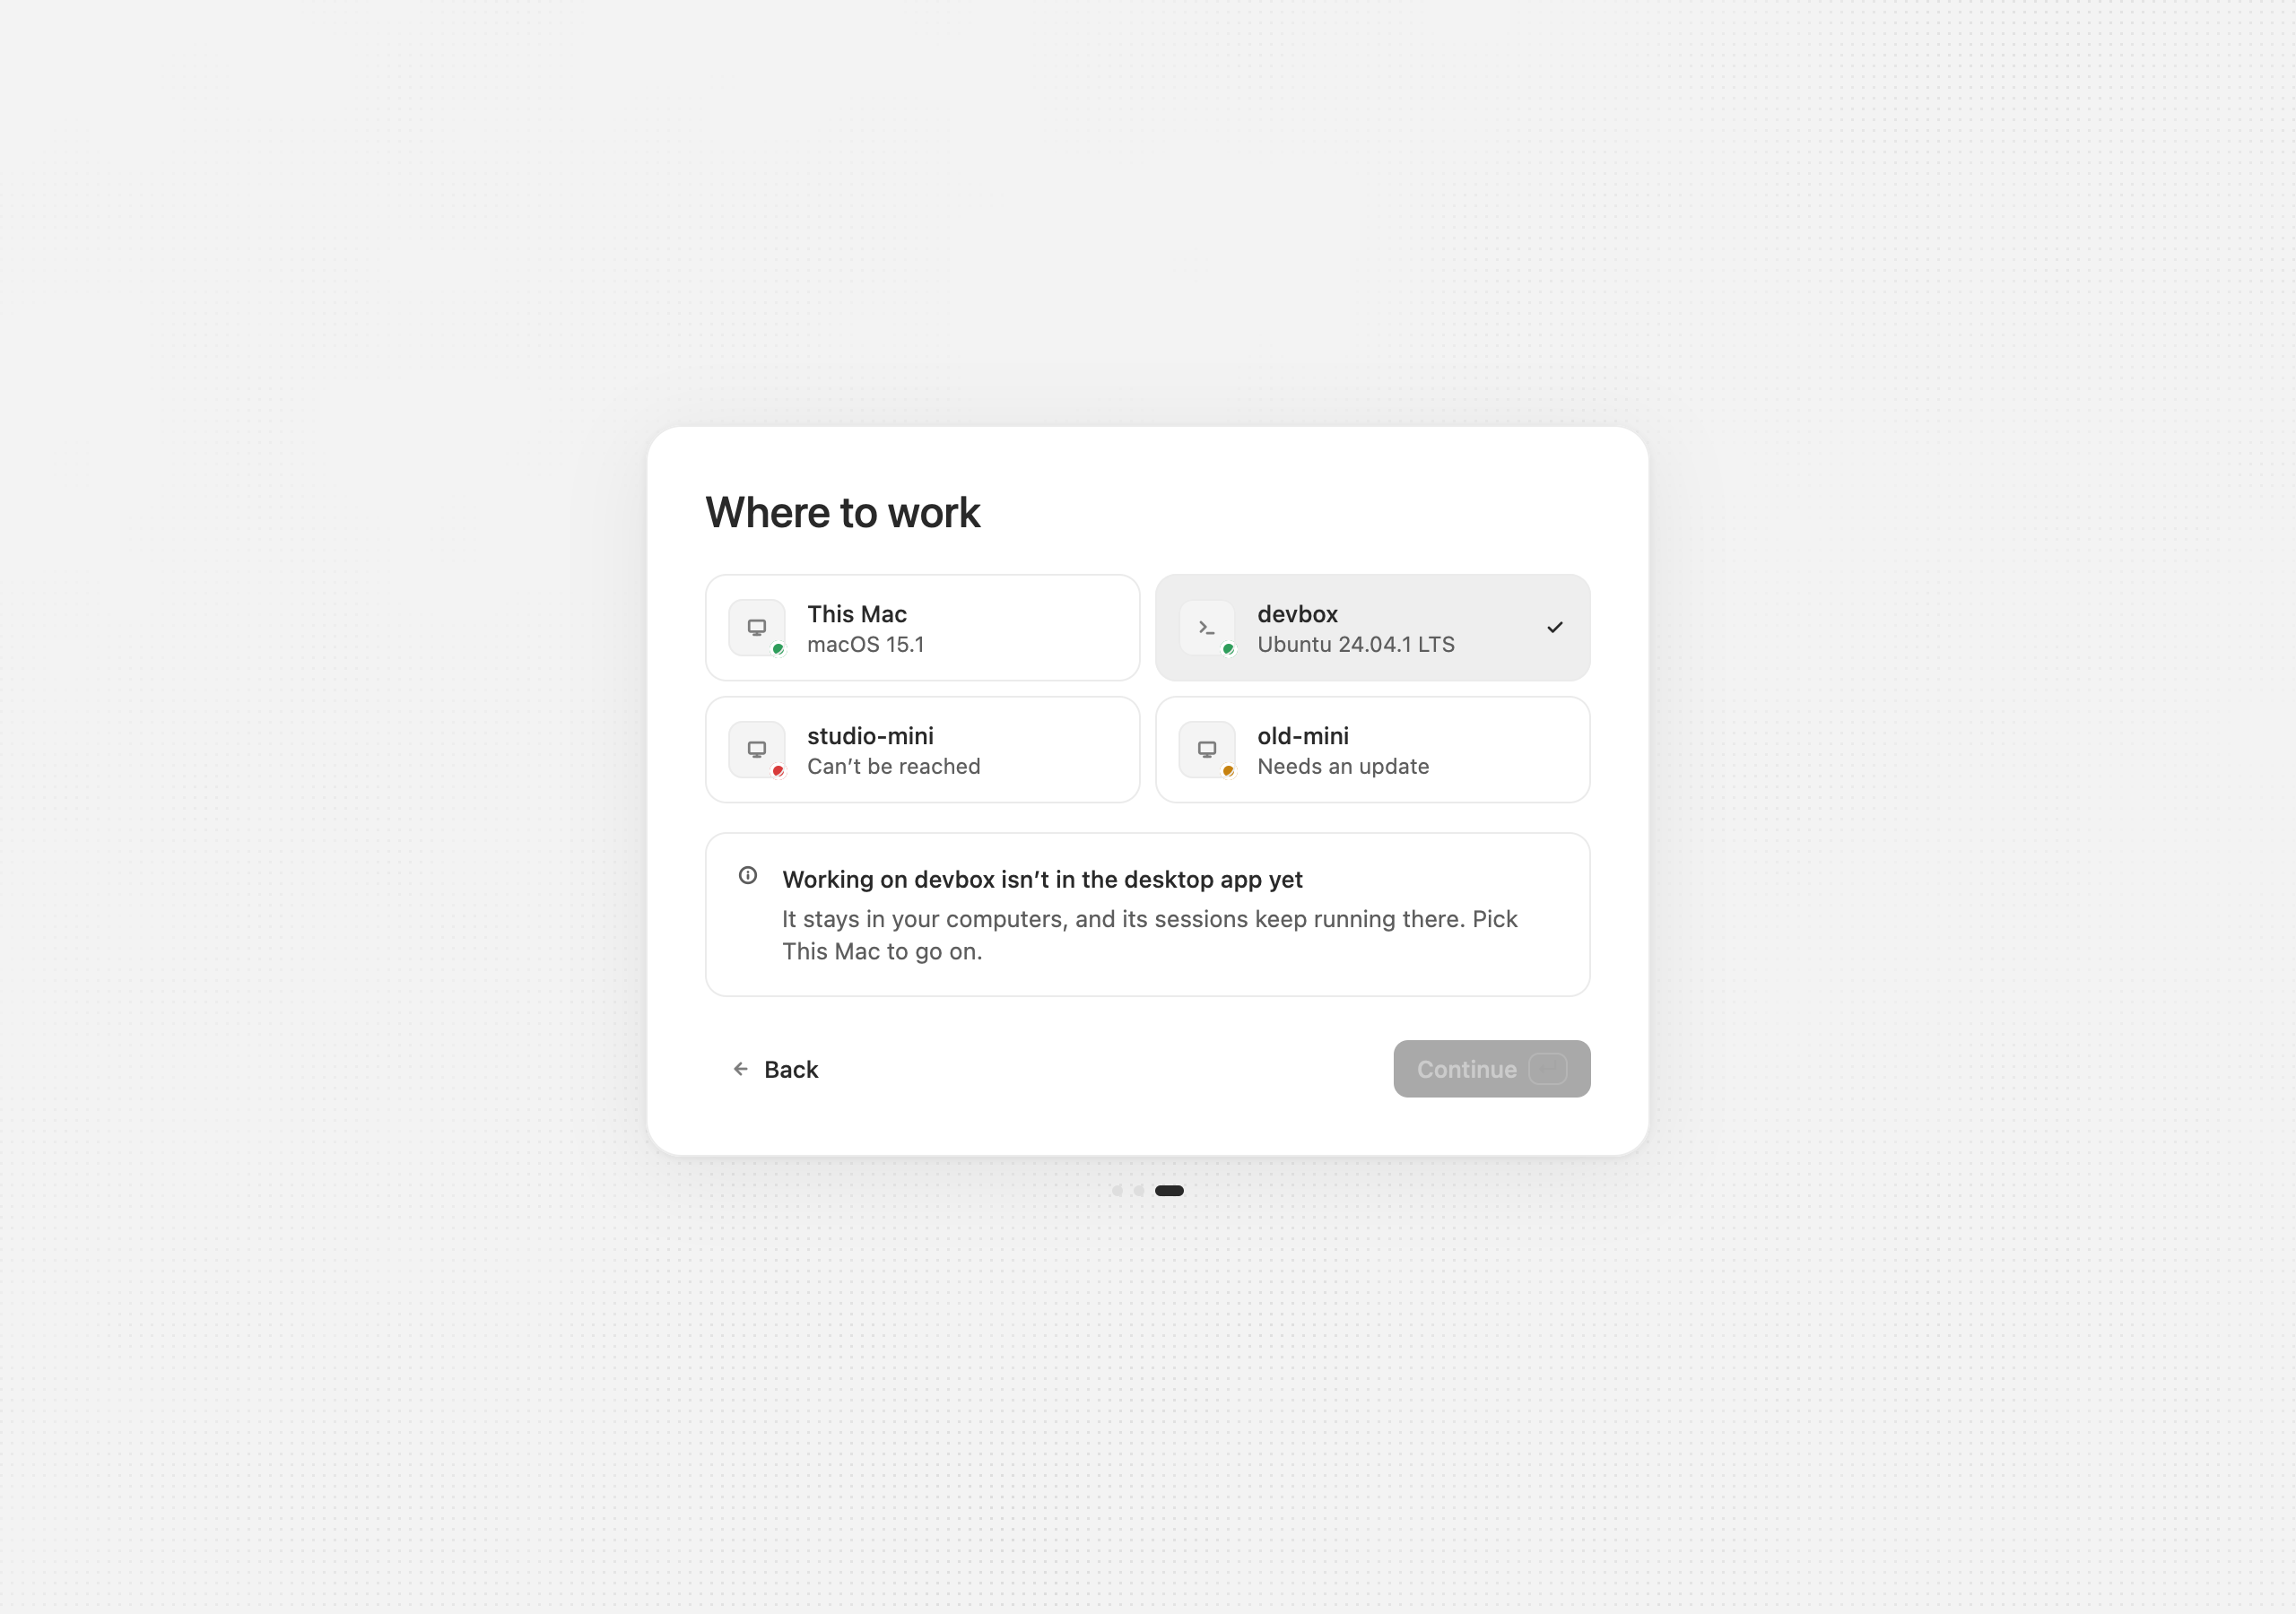 Where to work
This Mac
macOS 15.1
devbox
Ubuntu 24.04.1 LTS
studio-mini
Can’t be reached
old-mini
Needs an update
Working on devbox isn’t in the desktop app yet
It stays in your computers, and its sessions keep running there. Pick
This Mac to go on.
Back
Continue